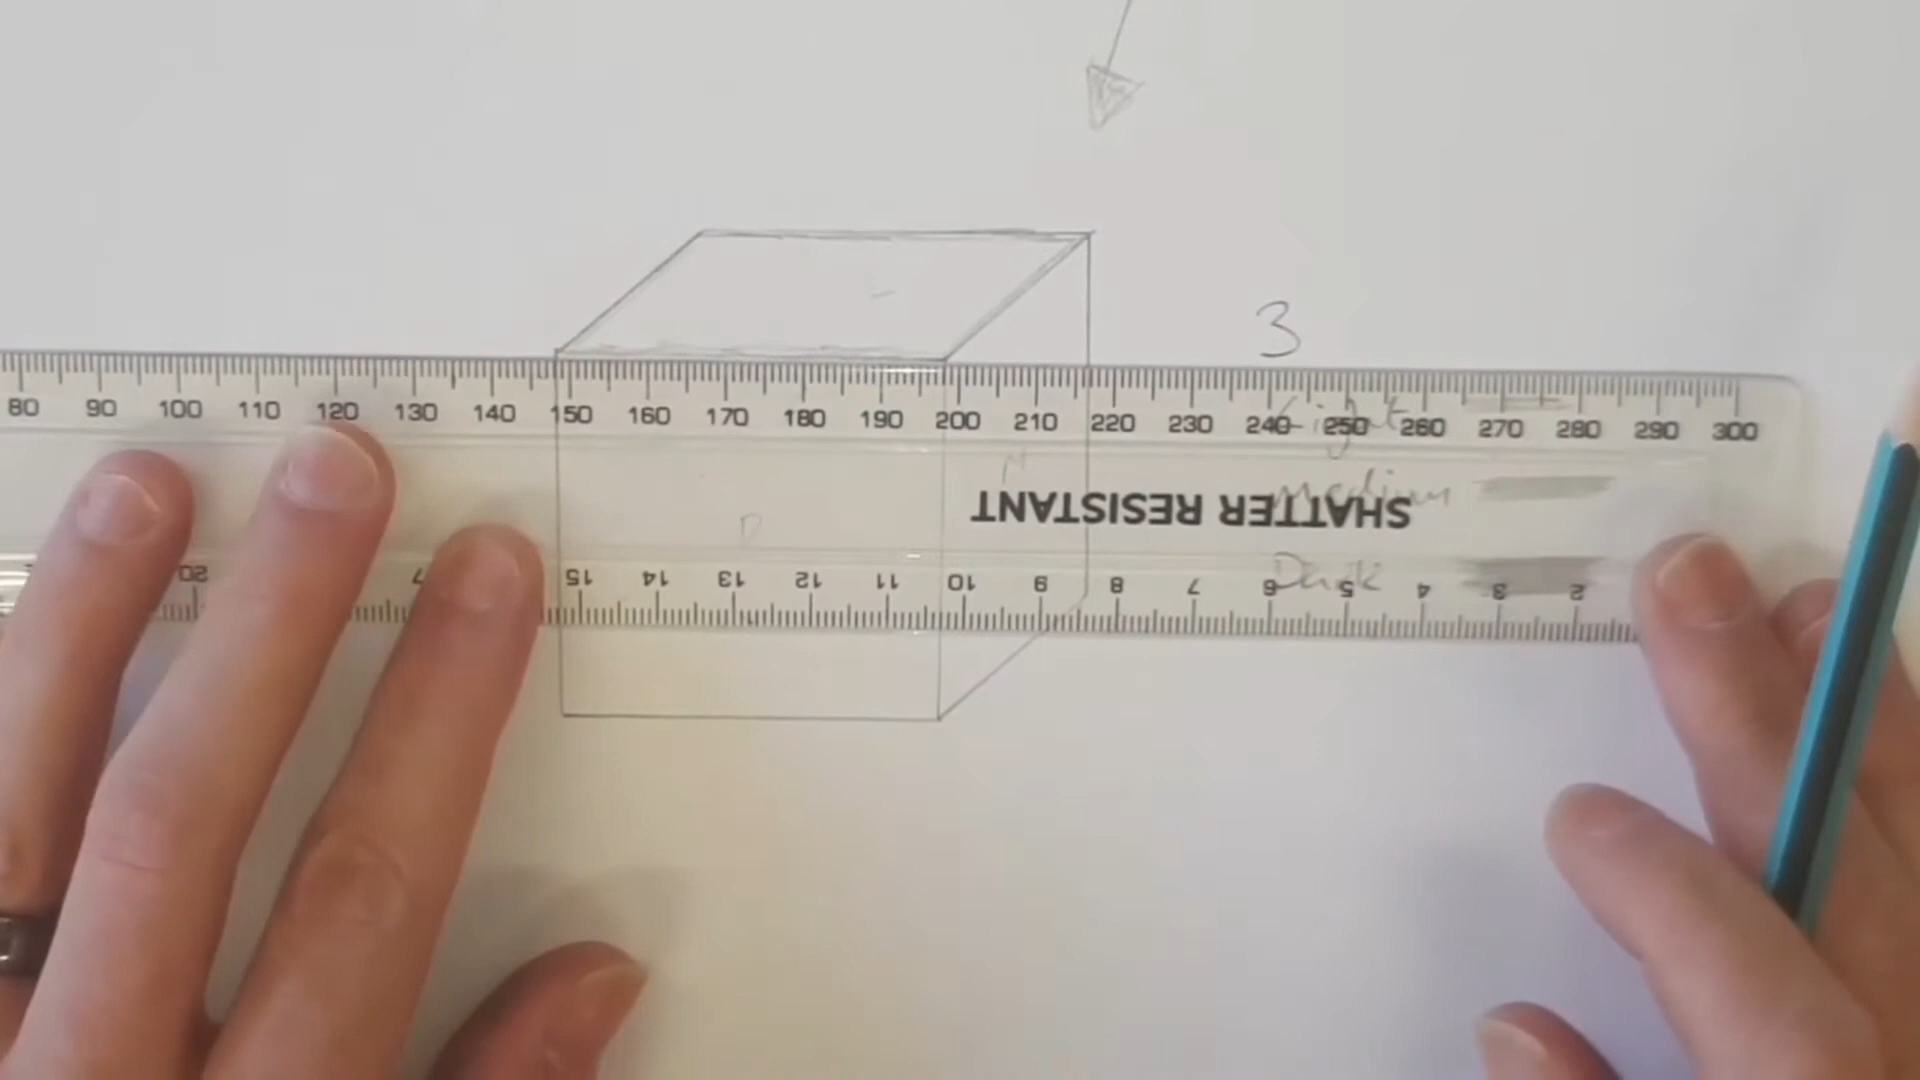 3
80 90 100 110 120 130 140 150 160 170 180 190 200 210 220 230 240 250 260 270 280 290 300
Light
L
M
medium
SHATTER RESISTANT
D
20 15 14 13 12 11 10 9 8 7 6 5 4 3 2
Dark